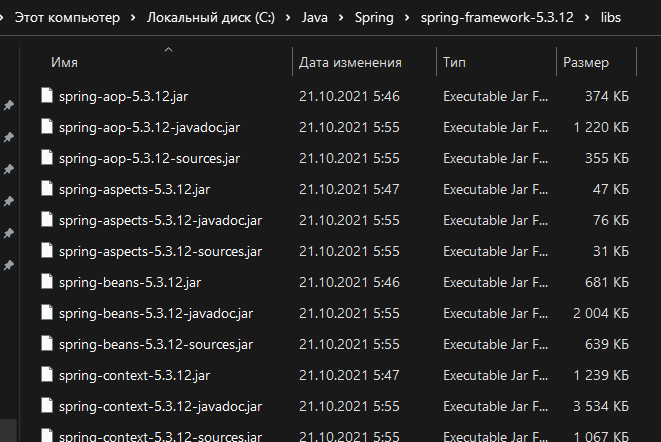 Этот компьютер > Локальный диск (C:) > Java > Spring > spring-framework-5.3.12 > libs
Имя Дата изменения Тип Размер
spring-aop-5.3.12.jar 21.10.2021 5:46 Executable Jar F... 374 КБ
spring-aop-5.3.12-javadoc.jar 21.10.2021 5:55 Executable Jar F... 1 220 КБ
spring-aop-5.3.12-sources.jar 21.10.2021 5:55 Executable Jar F... 355 КБ
spring-aspects-5.3.12.jar 21.10.2021 5:47 Executable Jar F... 47 КБ
spring-aspects-5.3.12-javadoc.jar 21.10.2021 5:55 Executable Jar F... 76 КБ
spring-aspects-5.3.12-sources.jar 21.10.2021 5:55 Executable Jar F... 31 КБ
spring-beans-5.3.12.jar 21.10.2021 5:46 Executable Jar F... 681 КБ
spring-beans-5.3.12-javadoc.jar 21.10.2021 5:55 Executable Jar F... 2 004 КБ
spring-beans-5.3.12-sources.jar 21.10.2021 5:55 Executable Jar F... 639 КБ
spring-context-5.3.12.jar 21.10.2021 5:47 Executable Jar F... 1 239 КБ
spring-context-5.3.12-javadoc.jar 21.10.2021 5:55 Executable Jar F... 3 534 КБ
spring-context-5.3.12-sources.jar 21.10.2021 5:55 Executable Jar F... 1 067 КБ